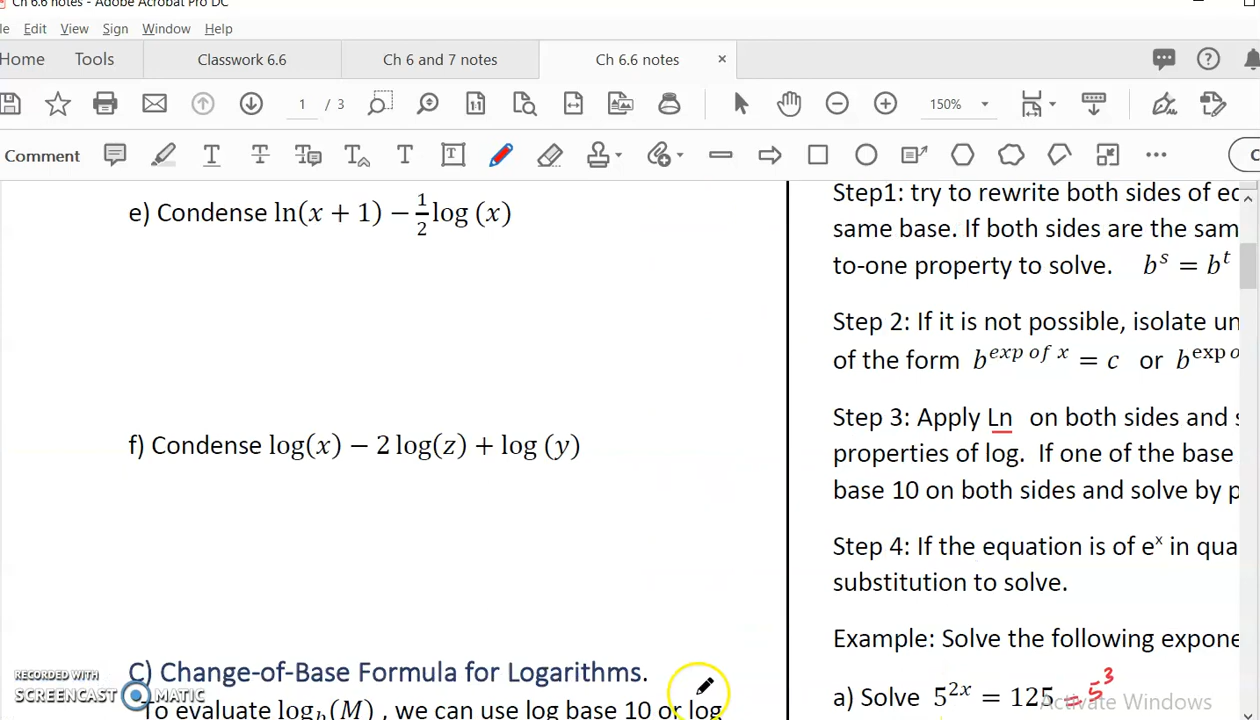 Ch 6.6 notes - Adobe Acrobat Pro DC
le Edit View Sign Window Help
Home Tools Classwork 6.6 Ch 6 and 7 notes Ch 6.6 notes ×
1 / 3 150%
Comment
e) Condense ln(x + 1) − 1/2 log (x)
f) Condense log(x) − 2 log(z) + log (y)
C) Change-of-Base Formula for Logarithms.
To evaluate log_b(M) , we can use log base 10 or log
Step1: try to rewrite both sides of eq
same base. If both sides are the sam
to-one property to solve. b^s = b^t
Step 2: If it is not possible, isolate un
of the form b^{exp of x} = c or b^{exp o
Step 3: Apply Ln on both sides and s
properties of log. If one of the base
base 10 on both sides and solve by p
Step 4: If the equation is of e^x in qua
substitution to solve.
Example: Solve the following expone
a) Solve 5^{2x} = 125 = 5^3
RECORDED WITH
SCREENCAST MATIC
Activate Windows